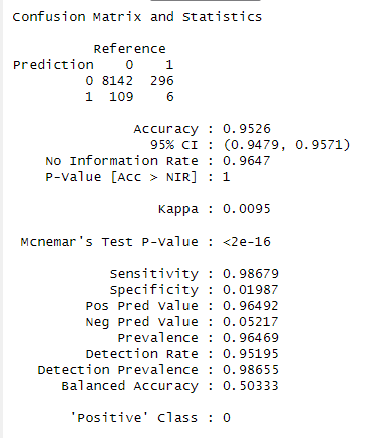 Confusion Matrix and Statistics
Reference
Prediction 0 1
0 8142 296
1 109 6
Accuracy : 0.9526
95% CI : (0.9479, 0.9571)
No Information Rate : 0.9647
P-Value [Acc > NIR] : 1
Kappa : 0.0095
Mcnemar's Test P-Value : <2e-16
Sensitivity : 0.98679
Specificity : 0.01987
Pos Pred Value : 0.96492
Neg Pred Value : 0.05217
Prevalence : 0.96469
Detection Rate : 0.95195
Detection Prevalence : 0.98655
Balanced Accuracy : 0.50333
'Positive' Class : 0